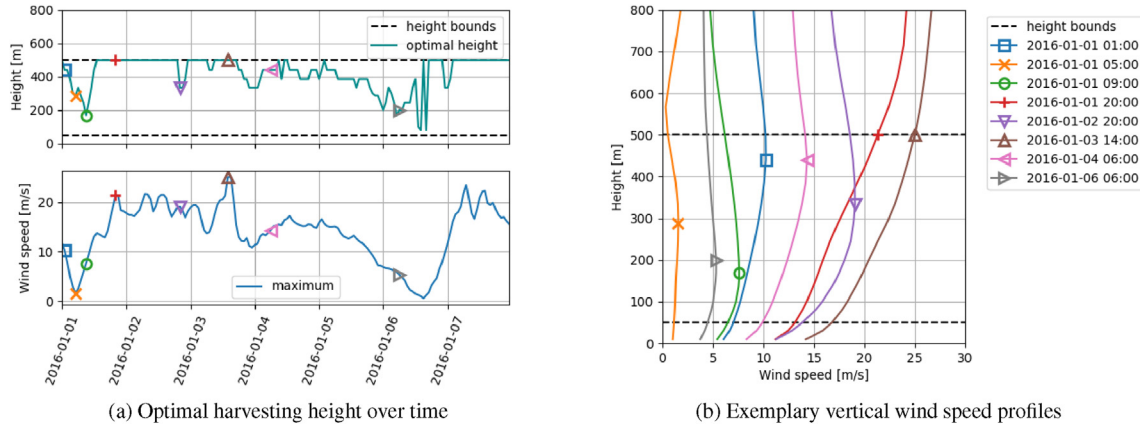 800
600
400
200
0
Height [m]
height bounds
optimal height
20
10
0
Wind speed [m/s]
maximum
2016-01-01
2016-01-02
2016-01-03
2016-01-04
2016-01-05
2016-01-06
2016-01-07
(a) Optimal harvesting height over time
800
700
600
500
400
300
200
100
0
Height [m]
0 5 10 15 20 25 30
Wind speed [m/s]
height bounds
2016-01-01 01:00
2016-01-01 05:00
2016-01-01 09:00
2016-01-01 20:00
2016-01-02 20:00
2016-01-03 14:00
2016-01-04 06:00
2016-01-06 06:00
(b) Exemplary vertical wind speed profiles